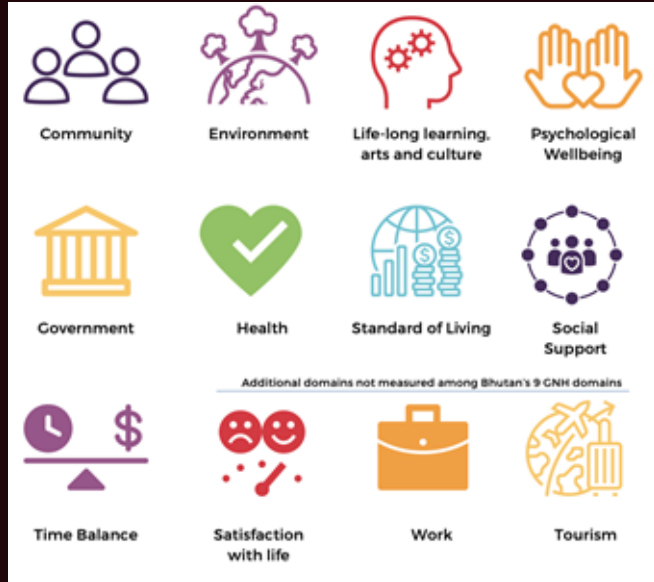 Community
Environment
Life-long learning,
arts and culture
Psychological
Wellbeing
Government
Health
Standard of Living
Social
Support
Additional domains not measured among Bhutan's 9 GNH domains
Time Balance
Satisfaction
with life
Work
Tourism